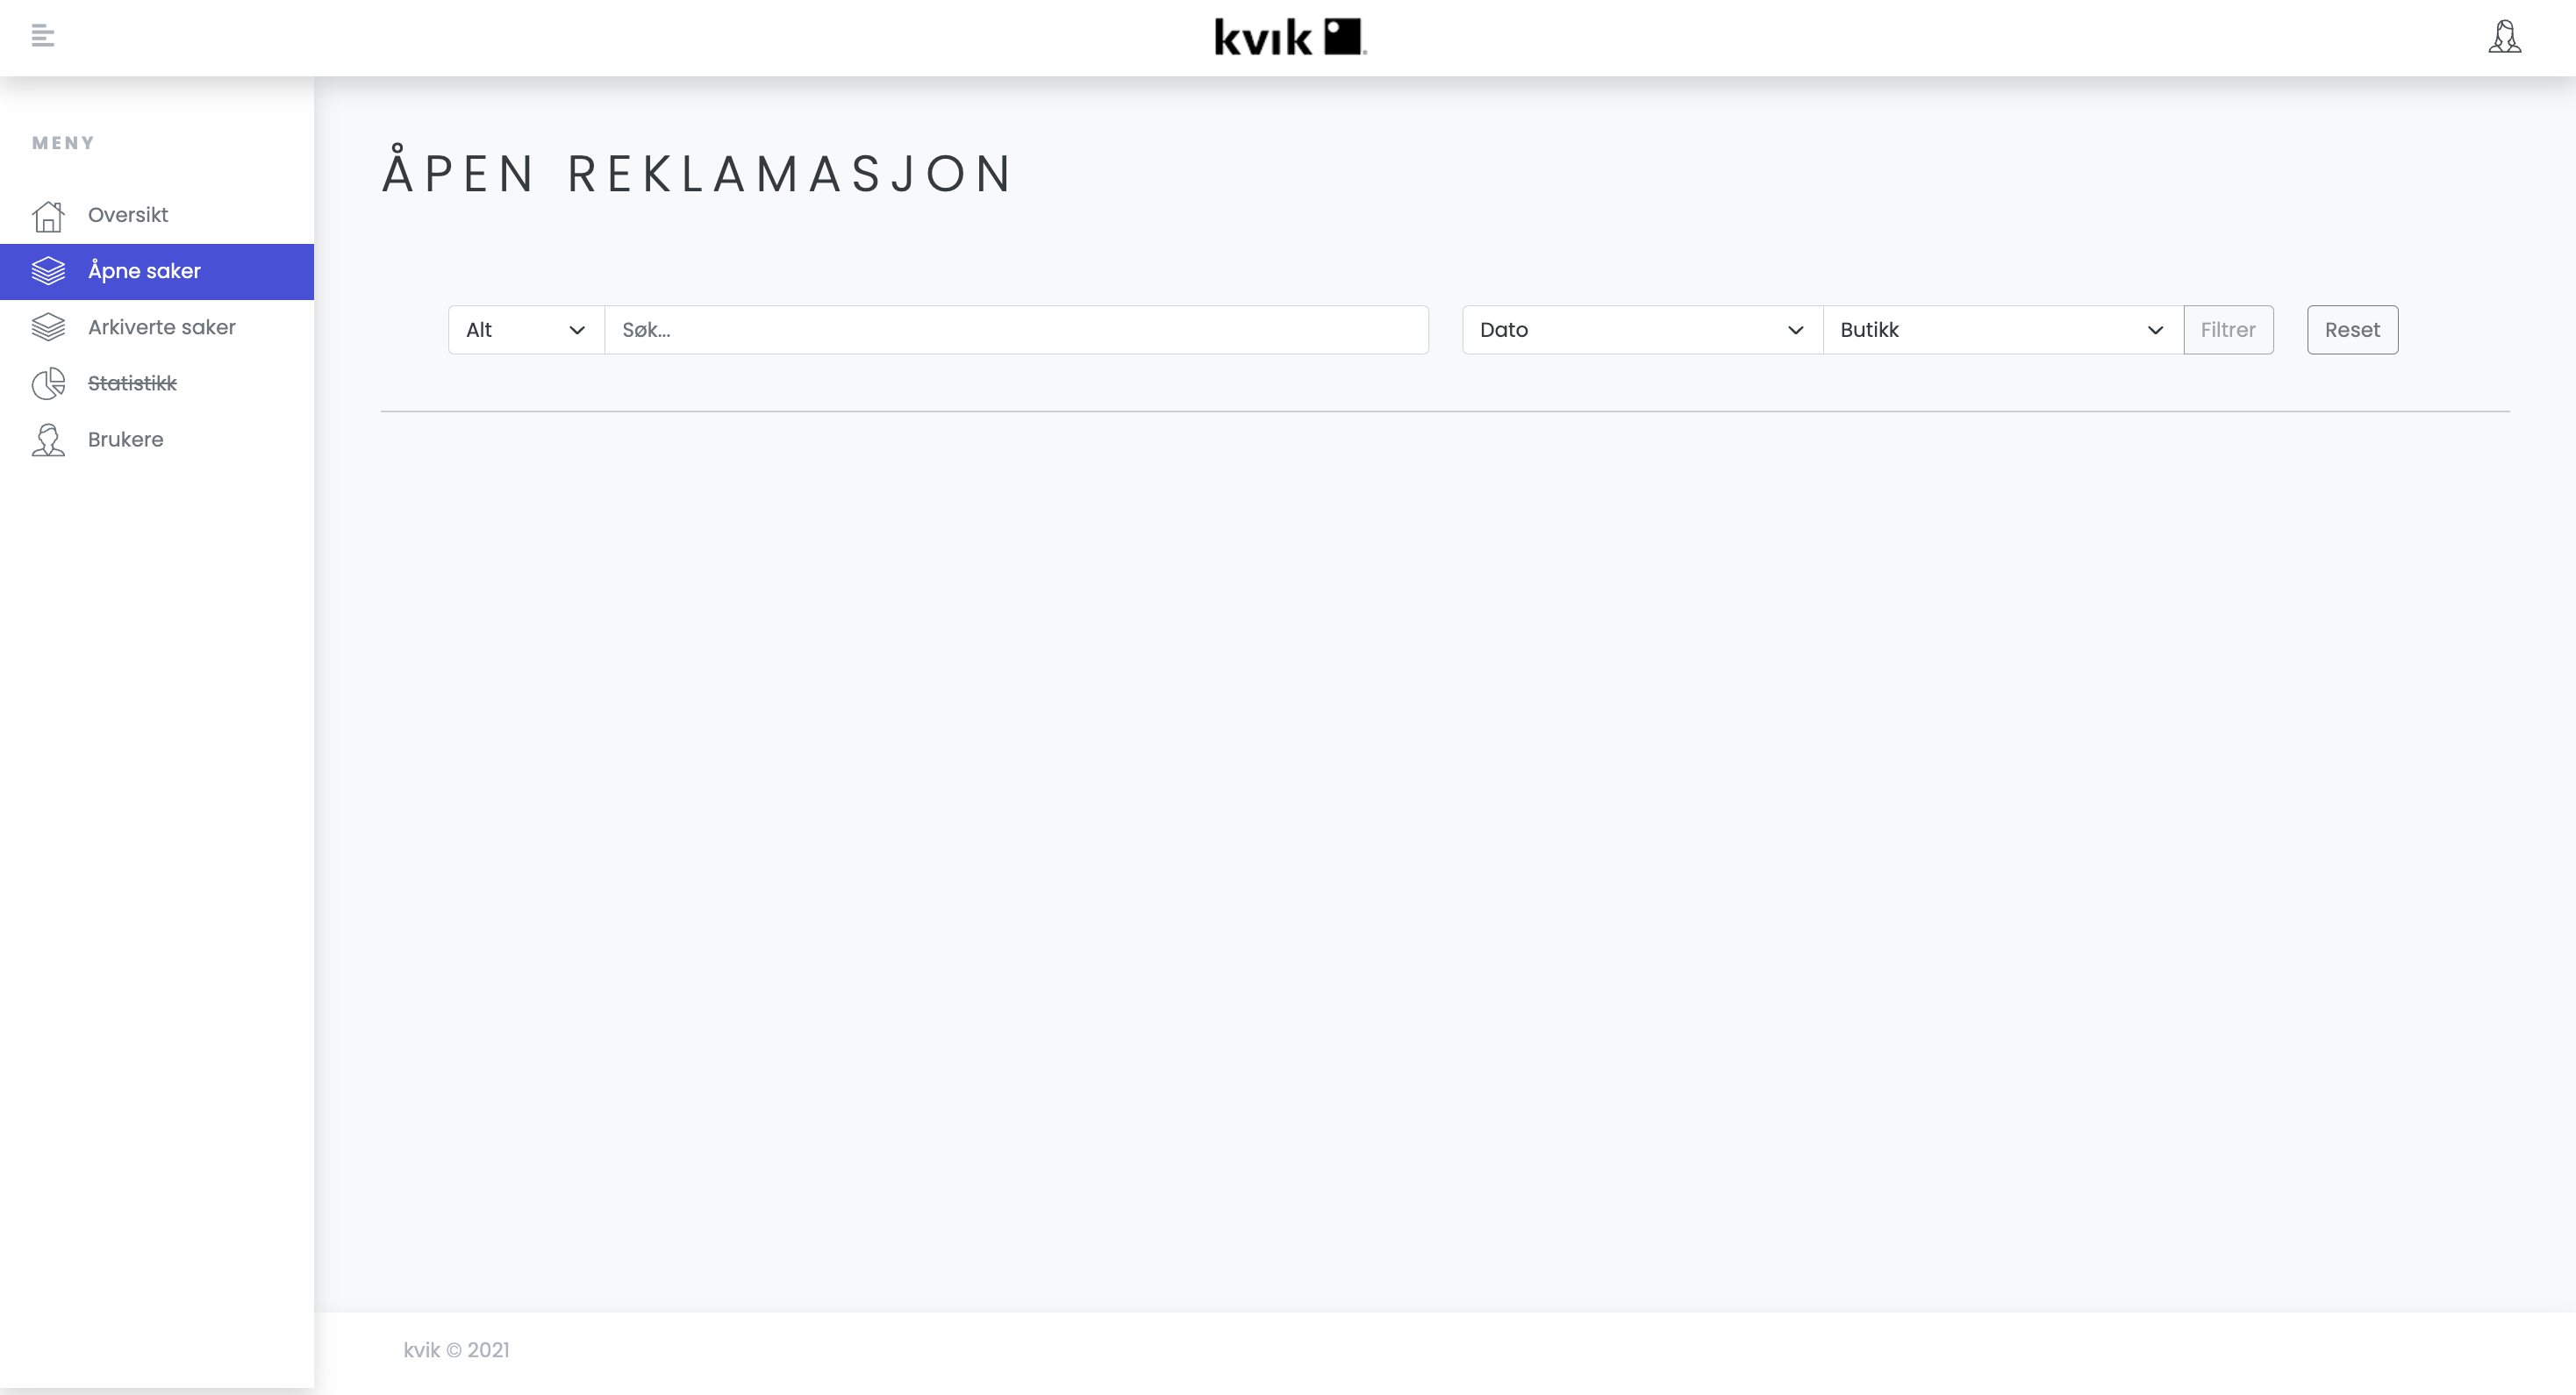 kvik
MENY
Oversikt
Åpne saker
Arkiverte saker
Statistikk
Brukere
ÅPEN REKLAMASJON
Alt Søk... Dato Butikk Filtrer Reset
kvik © 2021